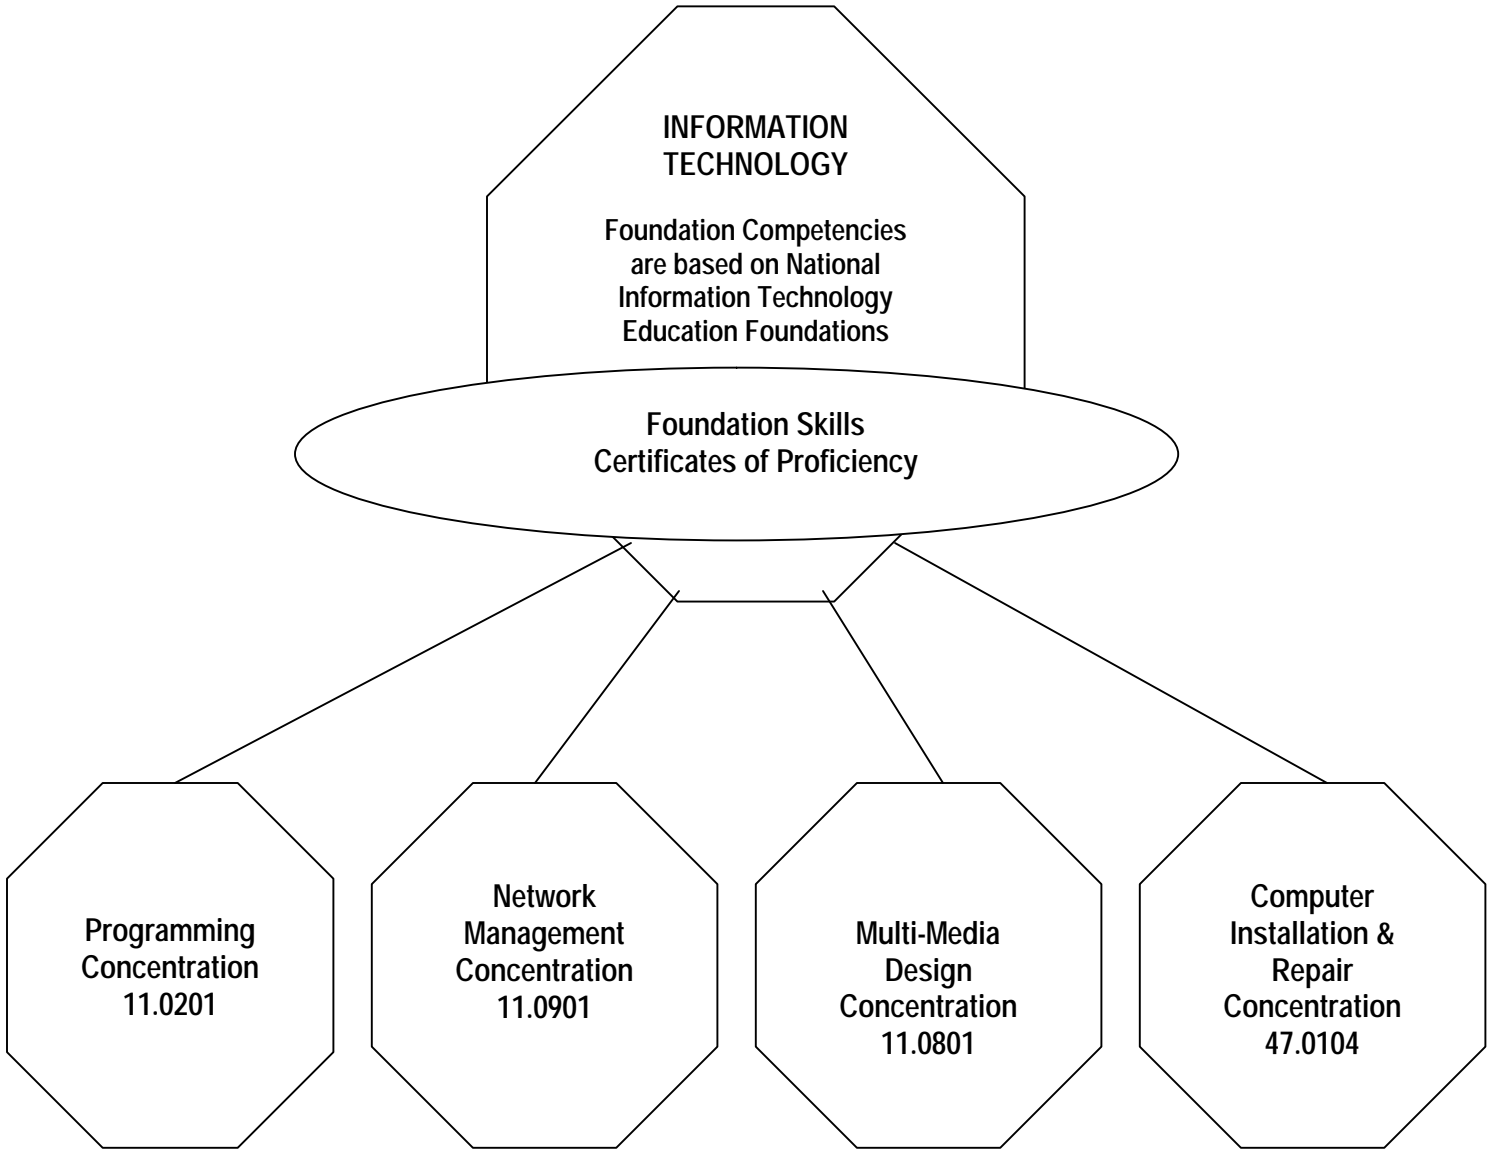 INFORMATION
TECHNOLOGY
Foundation Competencies
are based on National
Information Technology
Education Foundations
Foundation Skills
Certificates of Proficiency
Programming
Concentration
11.0201
Network
Management
Concentration
11.0901
Multi-Media
Design
Concentration
11.0801
Computer
Installation &
Repair
Concentration
47.0104